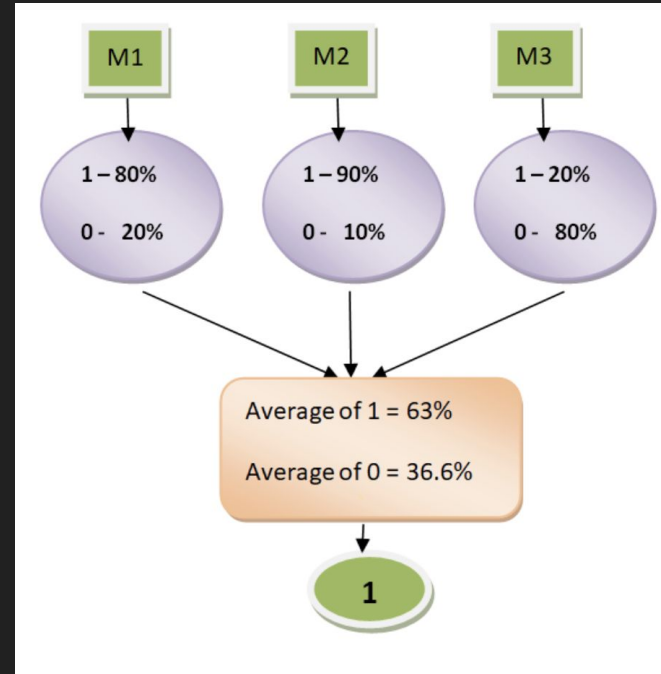 M1
M2
M3
1 – 80%
0 - 20%
1 – 90%
0 - 10%
1 – 20%
0 - 80%
Average of 1 = 63%
Average of 0 = 36.6%
1